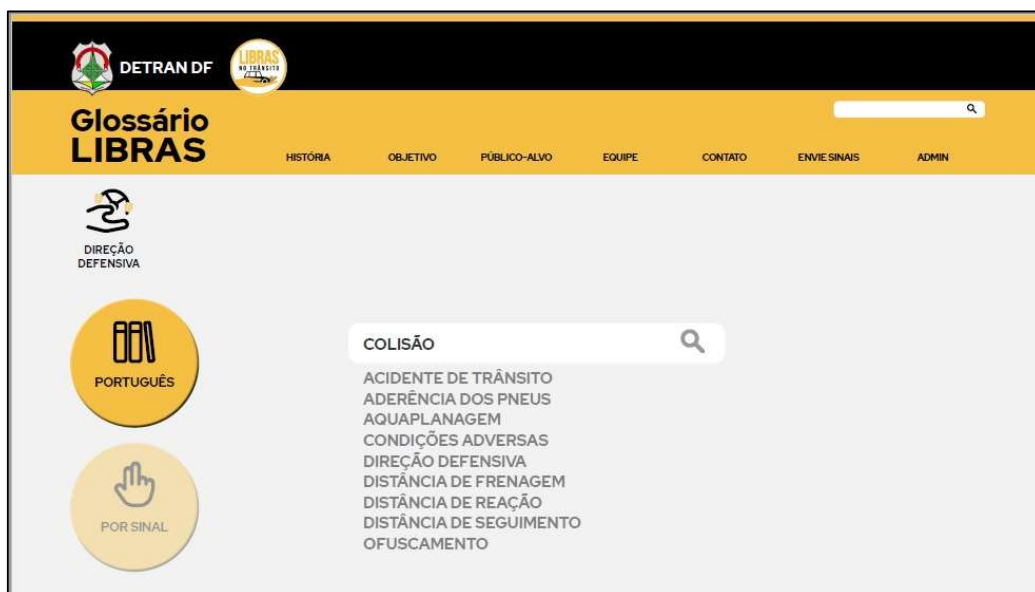 DETRAN DF
LIBRAS
NO TRÂNSITO
Glossário
LIBRAS
HISTÓRIA OBJETIVO PÚBLICO-ALVO EQUIPE CONTATO ENVIE SINAIS ADMIN
DIREÇÃO
DEFENSIVA
PORTUGUÊS
POR SINAL
COLISÃO
ACIDENTE DE TRÂNSITO
ADERÊNCIA DOS PNEUS
AQUAPLANAGEM
CONDIÇÕES ADVERSAS
DIREÇÃO DEFENSIVA
DISTÂNCIA DE FRENAGEM
DISTÂNCIA DE REAÇÃO
DISTÂNCIA DE SEGUIMENTO
OFUSCAMENTO